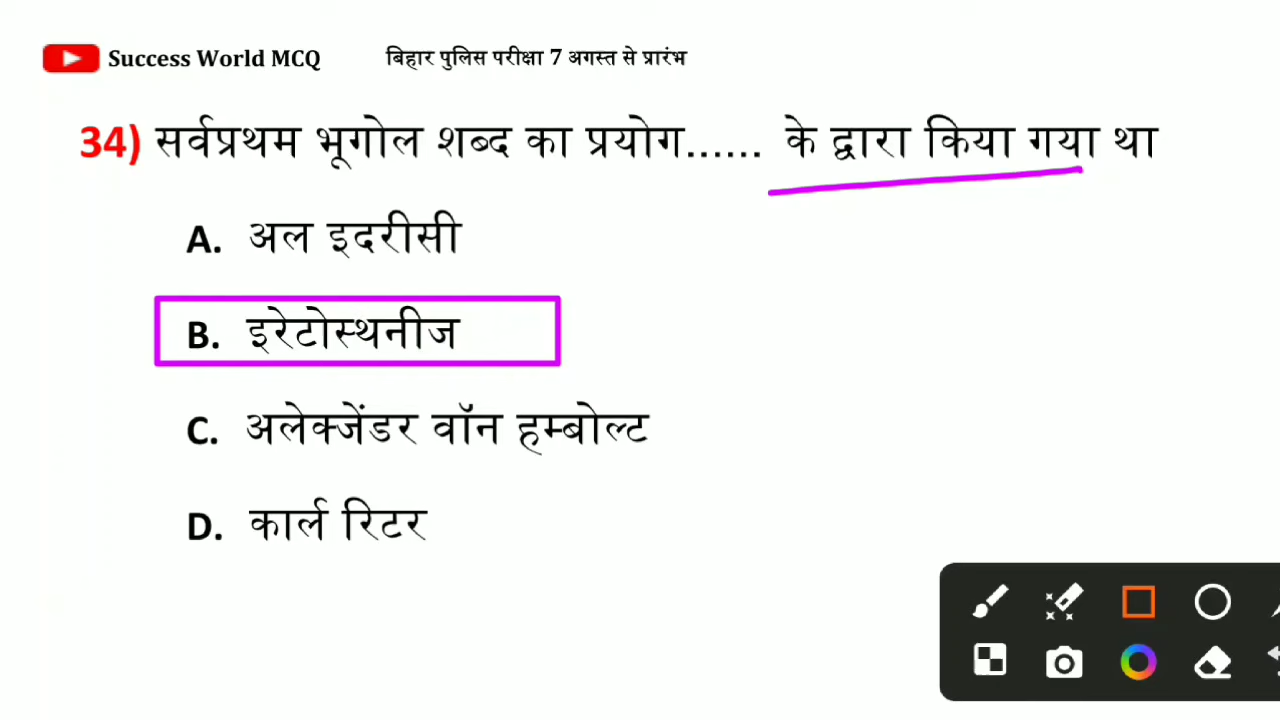 Success World MCQ बिहार पुलिस परीक्षा 7 अगस्त से प्रारंभ
34) सर्वप्रथम भूगोल शब्द का प्रयोग...... के द्वारा किया गया था
A. अल इदरीसी
B. इरेटोस्थनीज
C. अलेक्जेंडर वॉन हम्बोल्ट
D. कार्ल रिटर